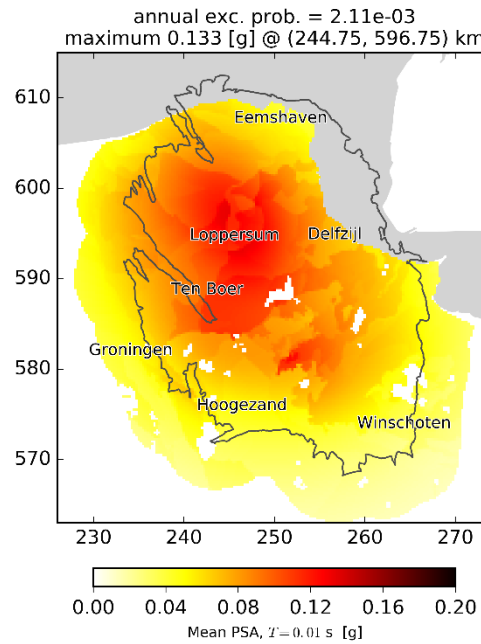 annual exc. prob. = 2.11e-03
maximum 0.133 [g] @ (244.75, 596.75) km
610
600
590
580
570
Eemshaven
Loppersum
Delfzijl
Ten Boer
Groningen
Hoogezand
Winschoten
230 240 250 260 270
0.00 0.04 0.08 0.12 0.16 0.20
Mean PSA, T=0.01 s [g]